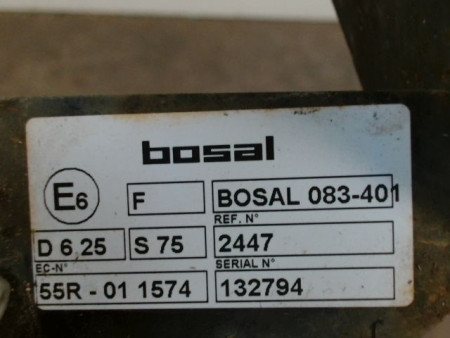 bosal
E6 F BOSAL 083-401
REF. N°
D 6,25 S 75 2447
EC-N° SERIAL N°
55R - 01 1574 132794